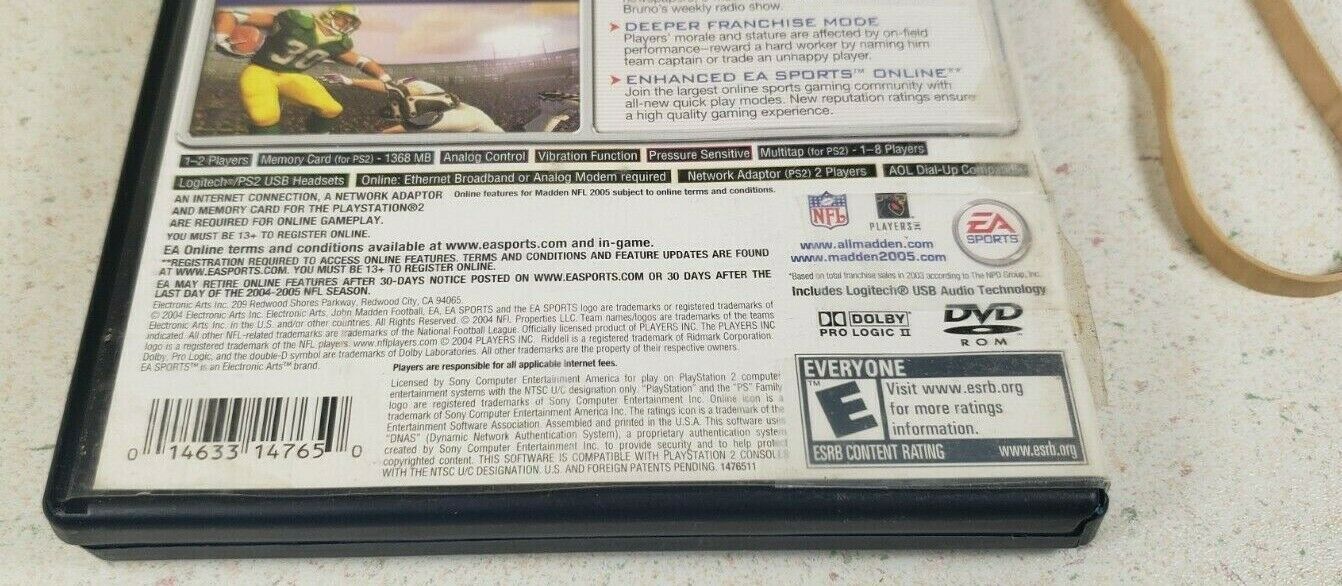 Bruno's weekly radio show.
DEEPER FRANCHISE MODE
Players' morale and stature are affected by on-field
performance—reward a hard worker by naming him
team captain or trade an unhappy player.
ENHANCED EA SPORTS™ ONLINE**
Join the largest online sports gaming community with
all-new quick play modes. New reputation ratings ensure
a high quality gaming experience.
30
1–2 Players Memory Card (for PS2) - 1368 MB Analog Control Vibration Function Pressure Sensitive Multitap (for PS2) - 1–8 Players
Logitech®/PS2 USB Headsets Online: Ethernet Broadband or Analog Modem required Network Adaptor (PS2) 2 Players AOL Dial-Up
AN INTERNET CONNECTION, A NETWORK ADAPTOR
AND MEMORY CARD FOR THE PLAYSTATION®2
ARE REQUIRED FOR ONLINE GAMEPLAY.
Online features for Madden NFL 2005 subject to online terms and conditions.
YOU MUST BE 13+ TO REGISTER ONLINE.
EA Online terms and conditions available at www.easports.com and in-game.
**REGISTRATION REQUIRED TO ACCESS ONLINE FEATURES. TERMS AND CONDITIONS AND FEATURE UPDATES ARE FOUND
AT WWW.EASPORTS.COM. YOU MUST BE 13+ TO REGISTER ONLINE.
EA MAY RETIRE ONLINE FEATURES AFTER 30-DAYS NOTICE POSTED ON WWW.EASPORTS.COM OR 30 DAYS AFTER THE
LAST DAY OF THE 2004-2005 NFL SEASON.
Electronic Arts Inc. 209 Redwood Shores Parkway, Redwood City, CA 94065.
© 2004 Electronic Arts Inc. Electronic Arts, John Madden Football, EA, EA SPORTS and the EA SPORTS logo are trademarks or registered trademarks of
Electronic Arts Inc. in the U.S. and/or other countries. All Rights Reserved. © 2004 NFL Properties LLC. Team names/logos are trademarks of the teams
indicated. All other NFL-related trademarks are trademarks of the National Football League. Officially licensed product of PLAYERS INC. The PLAYERS INC
logo is a registered trademark of the NFL players. www.nflplayers.com © 2004 PLAYERS INC. Riddell is a registered trademark of Ridmark Corporation.
Dolby, Pro Logic, and the double-D symbol are trademarks of Dolby Laboratories. All other trademarks are the property of their respective owners.
EA SPORTS™ is an Electronic Arts™ brand.
Players are responsible for all applicable internet fees.
Licensed by Sony Computer Entertainment America for play on PlayStation 2 computer
entertainment systems with the NTSC U/C designation only. "PlayStation" and the "PS" Family
logo are registered trademarks of Sony Computer Entertainment Inc. Online icon is a
trademark of Sony Computer Entertainment America Inc. The ratings icon is a trademark of the
Entertainment Software Association. Assembled and printed in the U.S.A. This software uses
"DNAS" (Dynamic Network Authentication System), a proprietary authentication system
created by Sony Computer Entertainment Inc. to provide security and to help protect
copyrighted content. THIS SOFTWARE IS COMPATIBLE WITH PLAYSTATION 2 CONSOLES
WITH THE NTSC U/C DESIGNATION. U.S. AND FOREIGN PATENTS PENDING. 1476511
0 14633 14765 0
NFL
PLAYERS INC
EA
SPORTS
www.allmadden.com
www.madden2005.com
*Based on total franchise sales in 2003 according to The NPD Group, Inc.
Includes Logitech® USB Audio Technology
DOLBY
PRO LOGIC II
DVD
ROM
EVERYONE
E
™
Visit www.esrb.org
for more ratings
information.
ESRB CONTENT RATING www.esrb.org